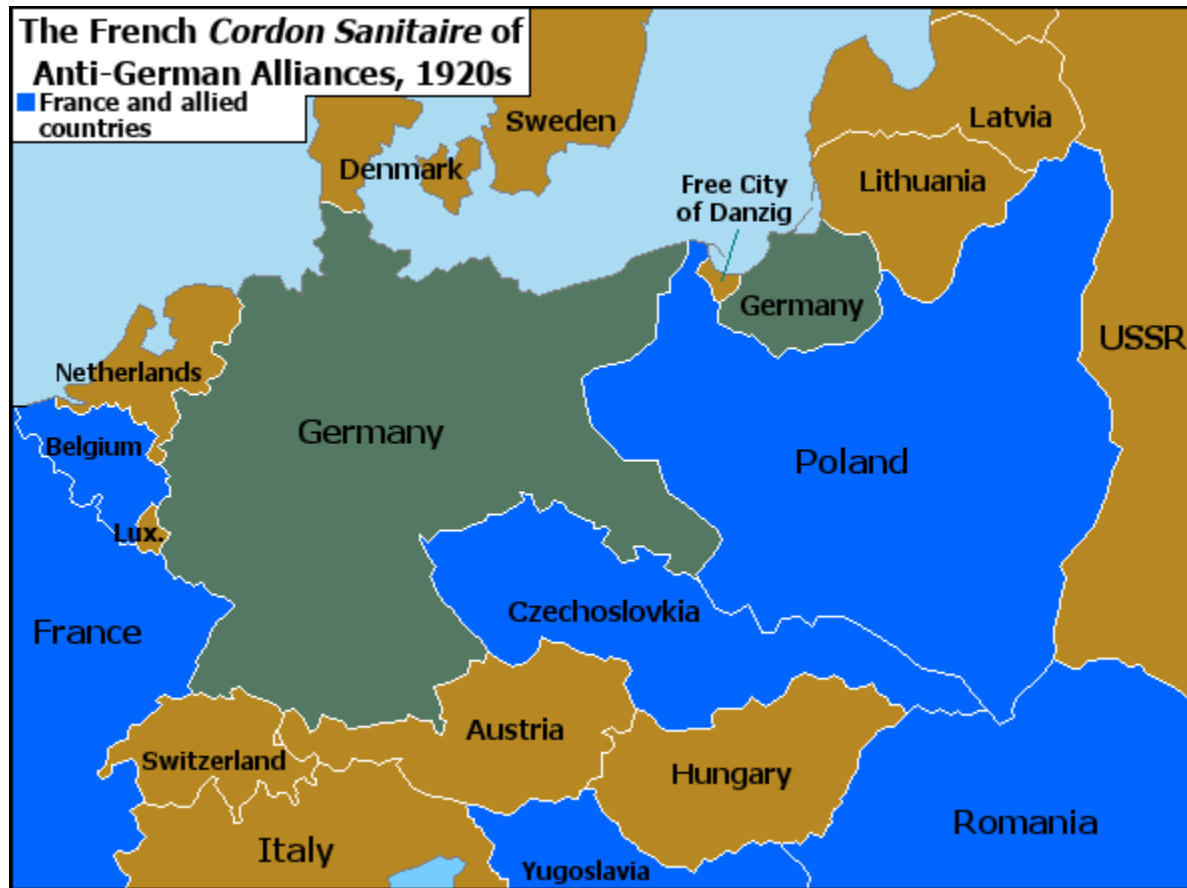 The French Cordon Sanitaire of
Anti-German Alliances, 1920s
France and allied
countries
Sweden
Latvia
Denmark
Lithuania
Free City
of Danzig
Germany
USSR
Netherlands
Germany
Belgium
Poland
Lux.
Czechoslovkia
France
Austria
Switzerland
Hungary
Romania
Italy
Yugoslavia